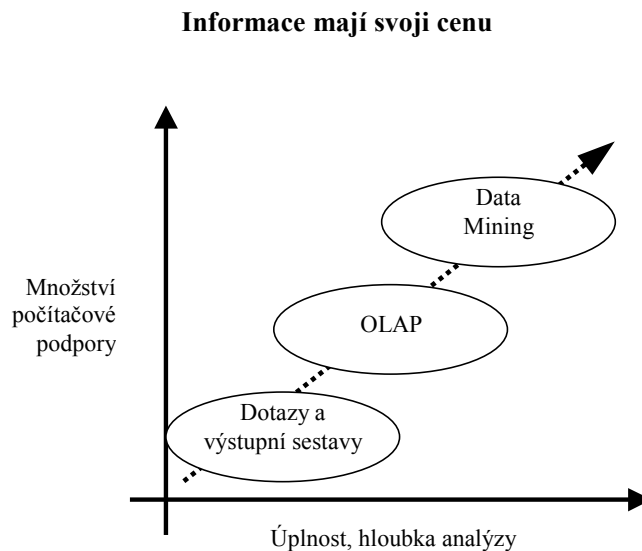 Informace mají svoji cenu
Data
Mining
Množství
počítačové
podpory
OLAP
Dotazy a
výstupní sestavy
Úplnost, hloubka analýzy